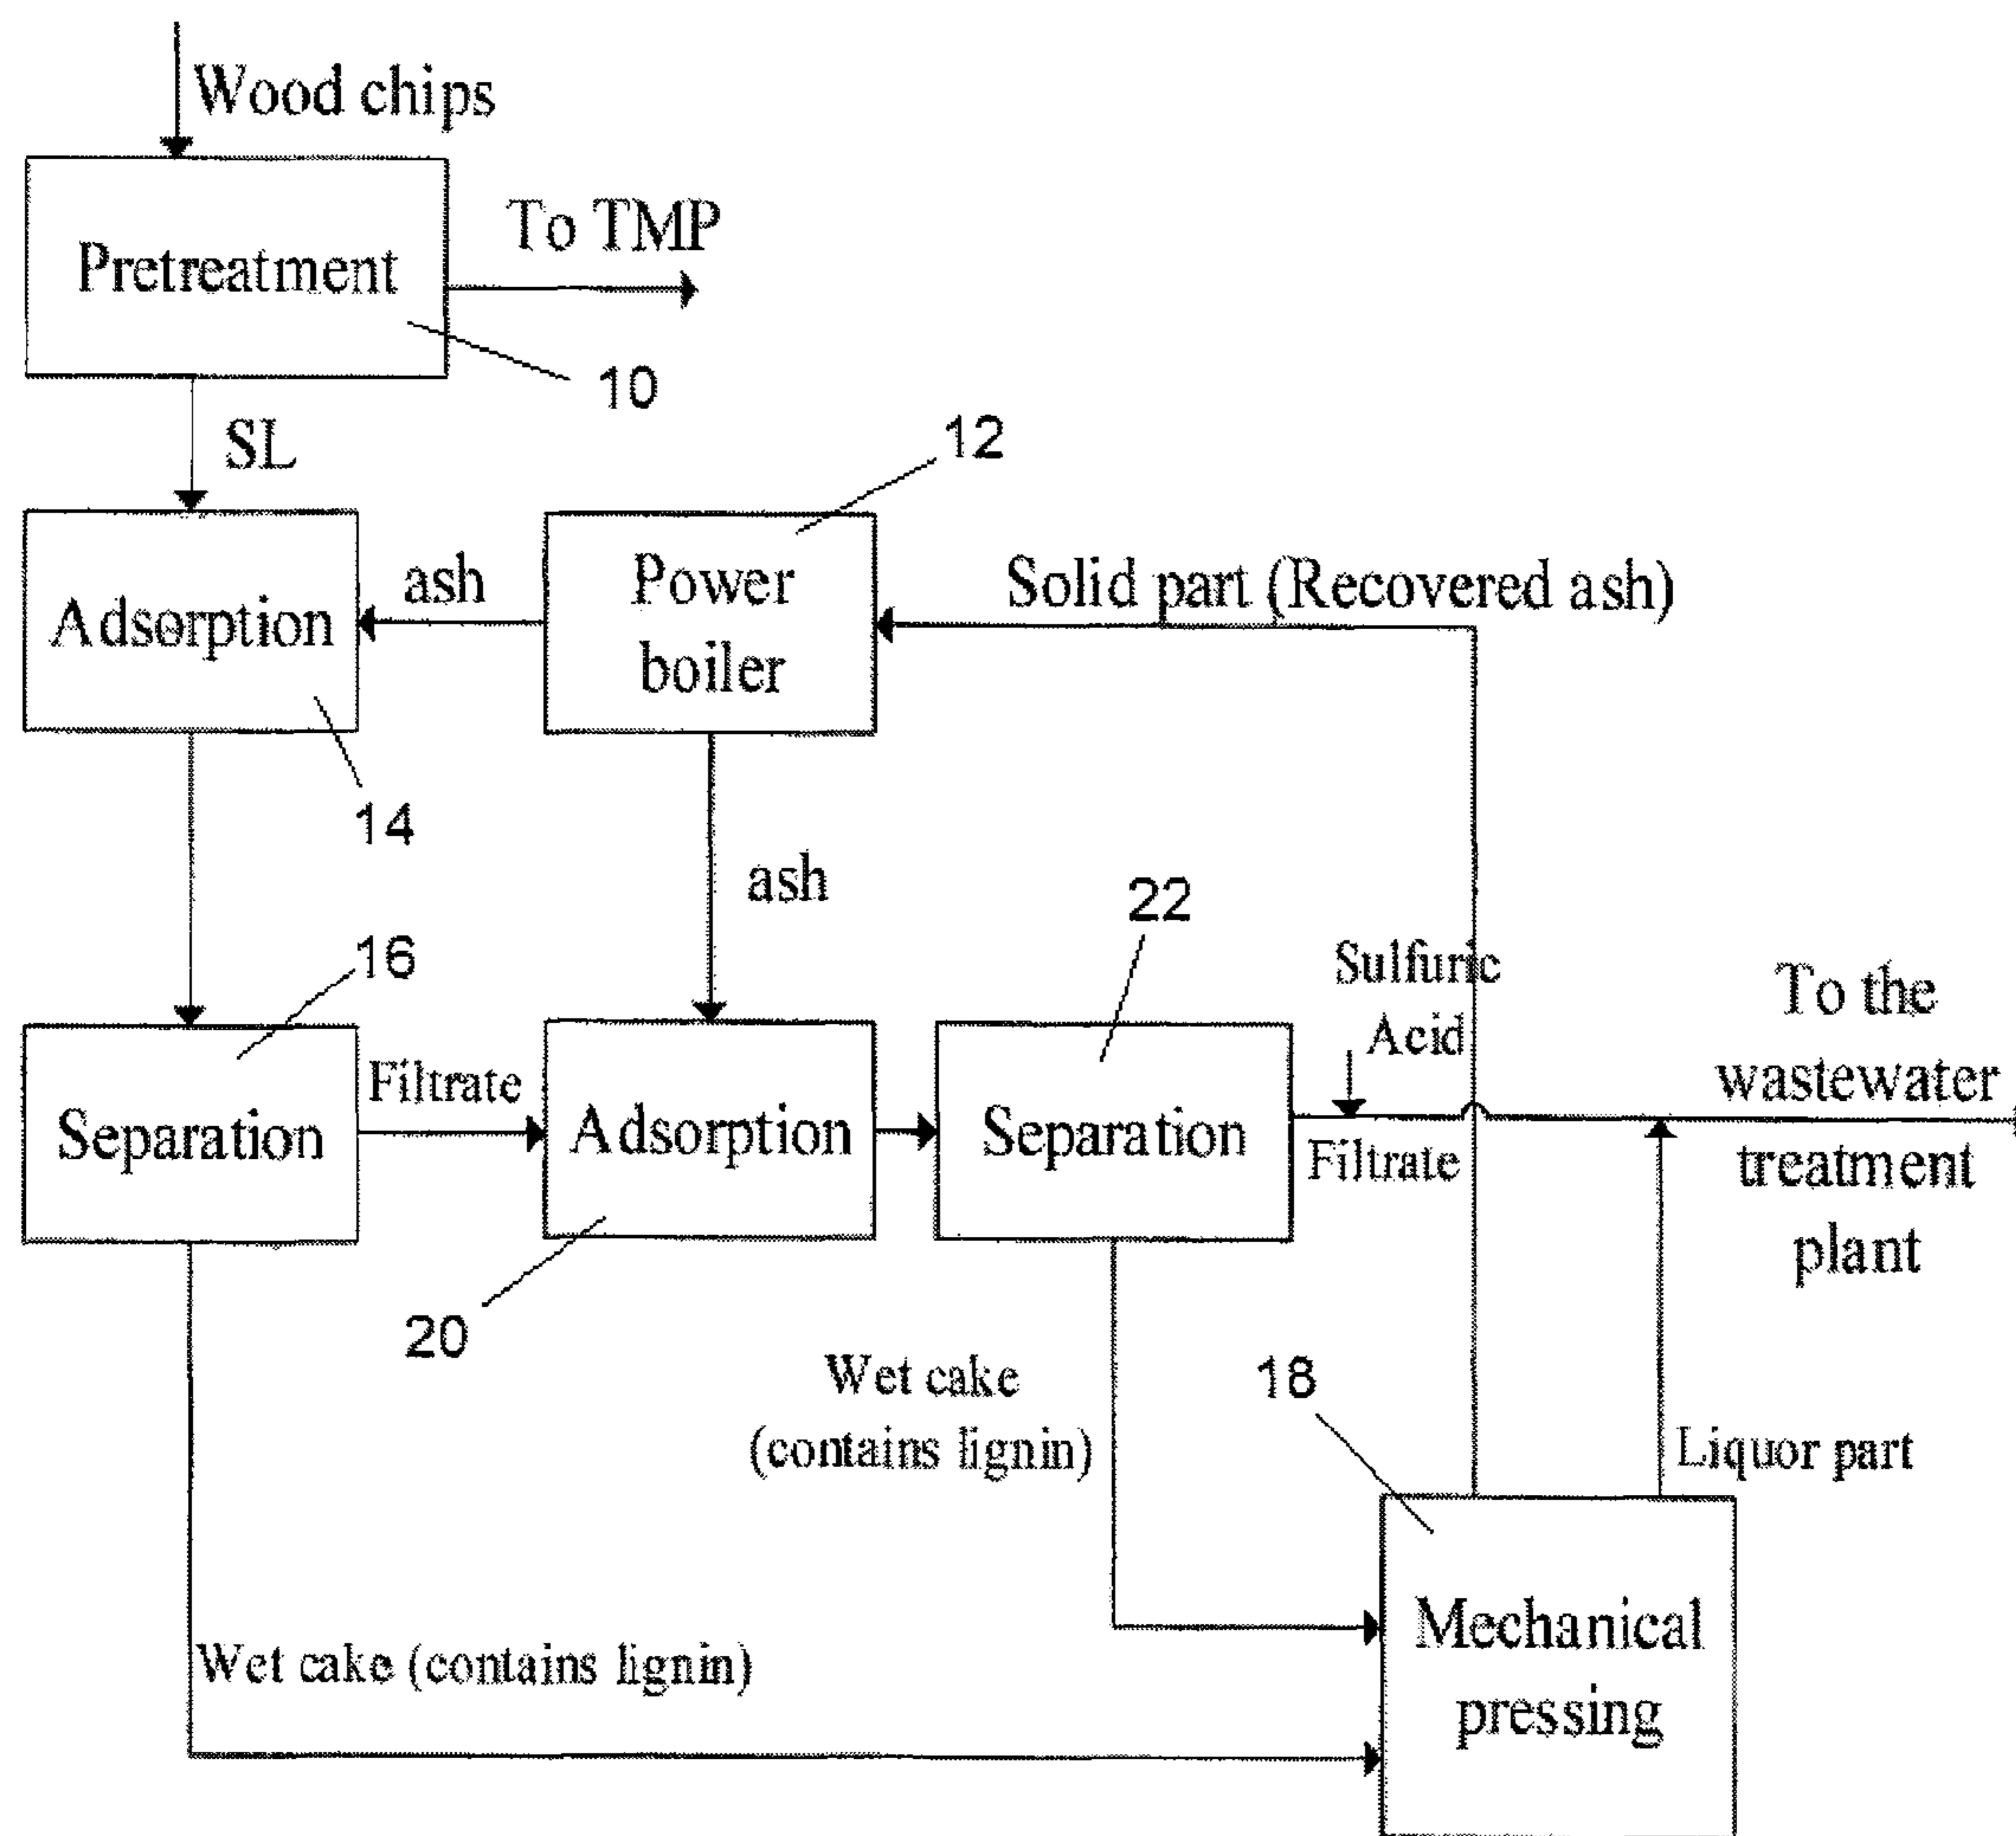 Wood chips
Pretreatment
To TMP
10
SL
12
Adsorption
ash
Power
boiler
Solid part (Recovered ash)
14
ash
16
22
Sulfuric
Acid
To the
wastewater
treatment
plant
Separation
Filtrate
Adsorption
Separation
Filtrate
20
Wet cake
(contains lignin)
18
Liquor part
Wet cake (contains lignin)
Mechanical
pressing